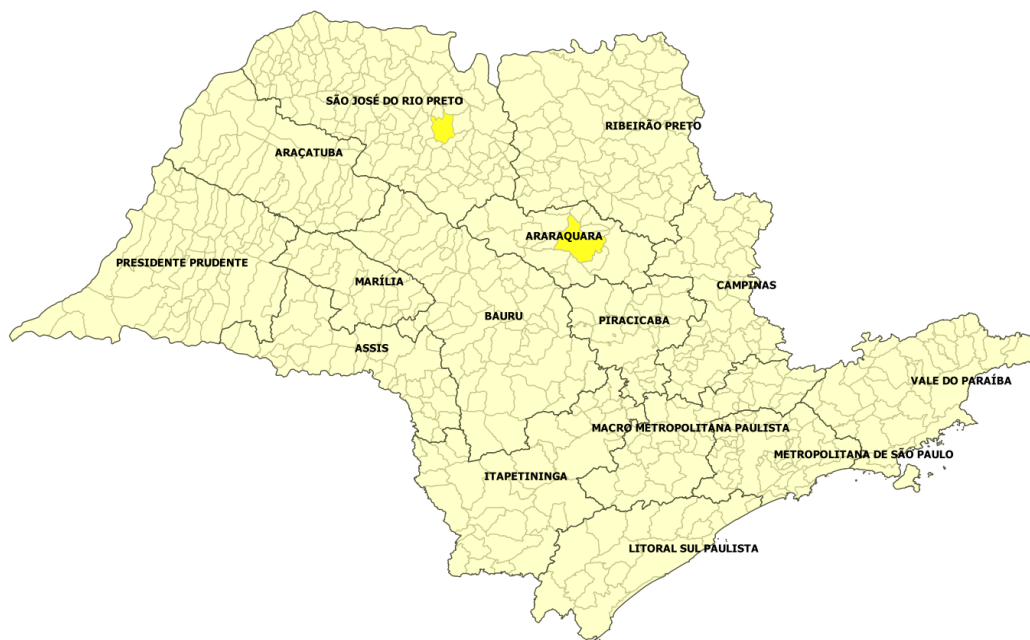 SÃO JOSÉ DO RIO PRETO
RIBEIRÃO PRETO
ARAÇATUBA
ARARAQUARA
PRESIDENTE PRUDENTE
MARÍLIA
CAMPINAS
BAURU
PIRACICABA
ASSIS
VALE DO PARAÍBA
MACRO METROPOLITANA PAULISTA
METROPOLITANA DE SÃO PAULO
ITAPETININGA
LITORAL SUL PAULISTA